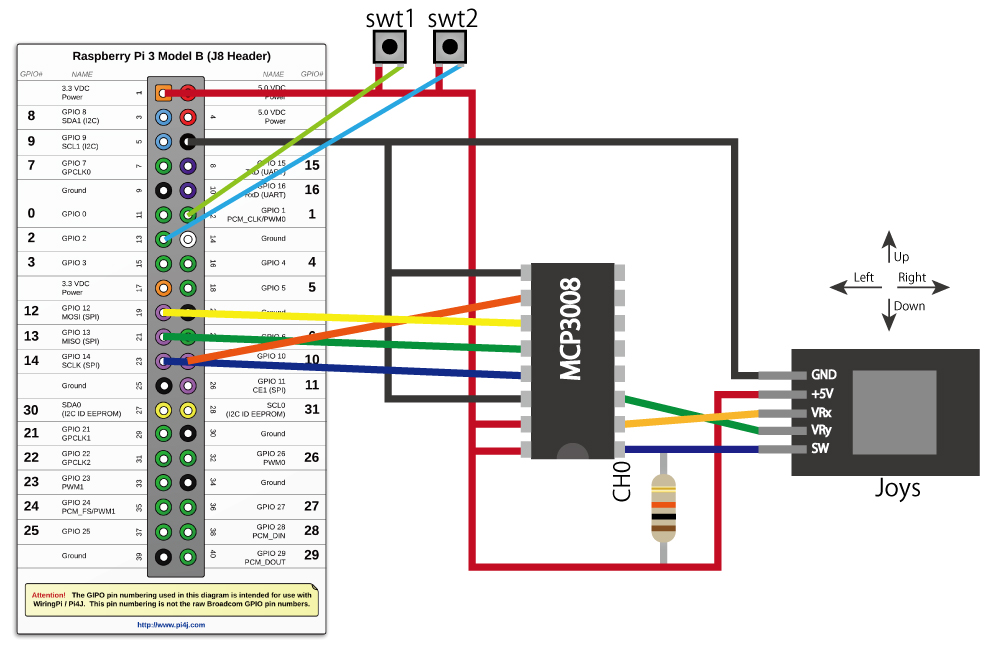 swt1 swt2
Raspberry Pi 3 Model B (J8 Header)
GPIO# NAME NAME GPIO#
3.3 VDC
Power
1
5.0 VDC
Power
8
GPIO 8
SDA1 (I2C)
3
4
5.0 VDC
Power
9
GPIO 9
SCL1 (I2C)
5
7
GPIO 7
GPCLK0
7
8
GPIO 15
(UART)
15
Ground
9
10
GPIO 16
RxD (UART)
16
0
GPIO 0
11
GPIO 1
PCM_CLK/PWM0
1
2
GPIO 2
13
14
Ground
3
GPIO 3
15
16
GPIO 4
4
3.3 VDC
Power
17
18
GPIO 5
5
12
GPIO 12
MOSI (SPI)
19
Ground
13
GPIO 13
MISO (SPI)
21
GPIO 6
6
14
GPIO 14
SCLK (SPI)
23
GPIO 10
10
Ground
25
26
GPIO 11
CE1 (SPI)
11
30
SDA0
(I2C ID EEPROM)
27
28
SCL0
(I2C ID EEPROM)
31
21
GPIO 21
GPCLK1
29
30
Ground
22
GPIO 22
GPCLK2
31
32
GPIO 26
PWM0
26
23
GPIO 23
PWM1
33
34
Ground
24
GPIO 24
PCM_FS/PWM1
35
36
GPIO 27
27
25
GPIO 25
37
38
GPIO 28
PCM_DIN
28
Ground
39
40
GPIO 29
PCM_DOUT
29
Attention! The GIPO pin numbering used in this diagram is intended for use with
WiringPi / Pi4J. This pin numbering is not the raw Broadcom GPIO pin numbers.
http://www.pi4j.com
MCP3008
CH0
Up
Left Right
Down
GND
+5V
VRx
VRy
SW
Joys